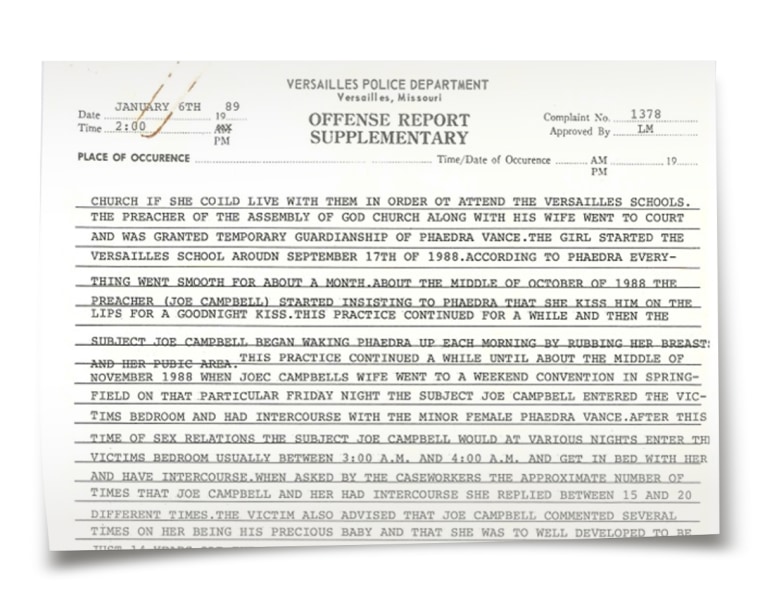 VERSAILLES POLICE DEPARTMENT
Versailles, Missouri
Date JANUARY 6TH 19 89
Time 2:00 PM
OFFENSE REPORT
SUPPLEMENTARY
Complaint No. 1378
Approved By LM
PLACE OF OCCURENCE Time/Date of Occurence AM 19
PM
CHURCH IF SHE COILD LIVE WITH THEM IN ORDER OT ATTEND THE VERSAILLES SCHOOLS.
THE PREACHER OF THE ASSEMBLY OF GOD CHURCH ALONG WITH HIS WIFE WENT TO COURT
AND WAS GRANTED TEMPORARY GUARDIANSHIP OF PHAEDRA VANCE.THE GIRL STARTED THE
VERSAILLES SCHOOL AROUDN SEPTEMBER 17TH OF 1988.ACCORDING TO PHAEDRA EVERY-
THING WENT SMOOTH FOR ABOUT A MONTH.ABOUT THE MIDDLE OF OCTOBER OF 1988 THE
PREACHER (JOE CAMPBELL) STARTED INSISTING TO PHAEDRA THAT SHE KISS HIM ON THE
LIPS FOR A GOODNIGHT KISS.THIS PRACTICE CONTINUED FOR A WHILE AND THEN THE
SUBJECT JOE CAMPBELL BEGAN WAKING PHAEDRA UP EACH MORNING BY RUBBING HER BREAST
AND HER PUBIC AREA.THIS PRACTICE CONTINUED A WHILE UNTIL ABOUT THE MIDDLE OF
NOVEMBER 1988 WHEN JOEC CAMPBELLS WIFE WENT TO A WEEKEND CONVENTION IN SPRING-
FIELD ON THAT PARTICULAR FRIDAY NIGHT THE SUBJECT JOE CAMPBELL ENTERED THE VIC-
TIMS BEDROOM AND HAD INTERCOURSE WITH THE MINOR FEMALE PHAEDRA VANCE.AFTER THIS
TIME OF SEX RELATIONS THE SUBJECT JOE CAMPBELL WOULD AT VARIOUS NIGHTS ENTER TH
VICTIMS BEDROOM USUALLY BETWEEN 3:00 A.M. AND 4:00 A.M. AND GET IN BED WITH HER
AND HAVE INTERCOURSE.WHEN ASKED BY THE CASEWORKERS THE APPROXIMATE NUMBER OF
TIMES THAT JOE CAMPBELL AND HER HAD INTERCOURSE SHE REPLIED BETWEEN 15 AND 20
DIFFERENT TIMES.THE VICTIM ALSO ADVISED THAT JOE CAMPBELL COMMENTED SEVERAL
TIMES ON HER BEING HIS PRECIOUS BABY AND THAT SHE WAS TO WELL DEVELOPED TO BE